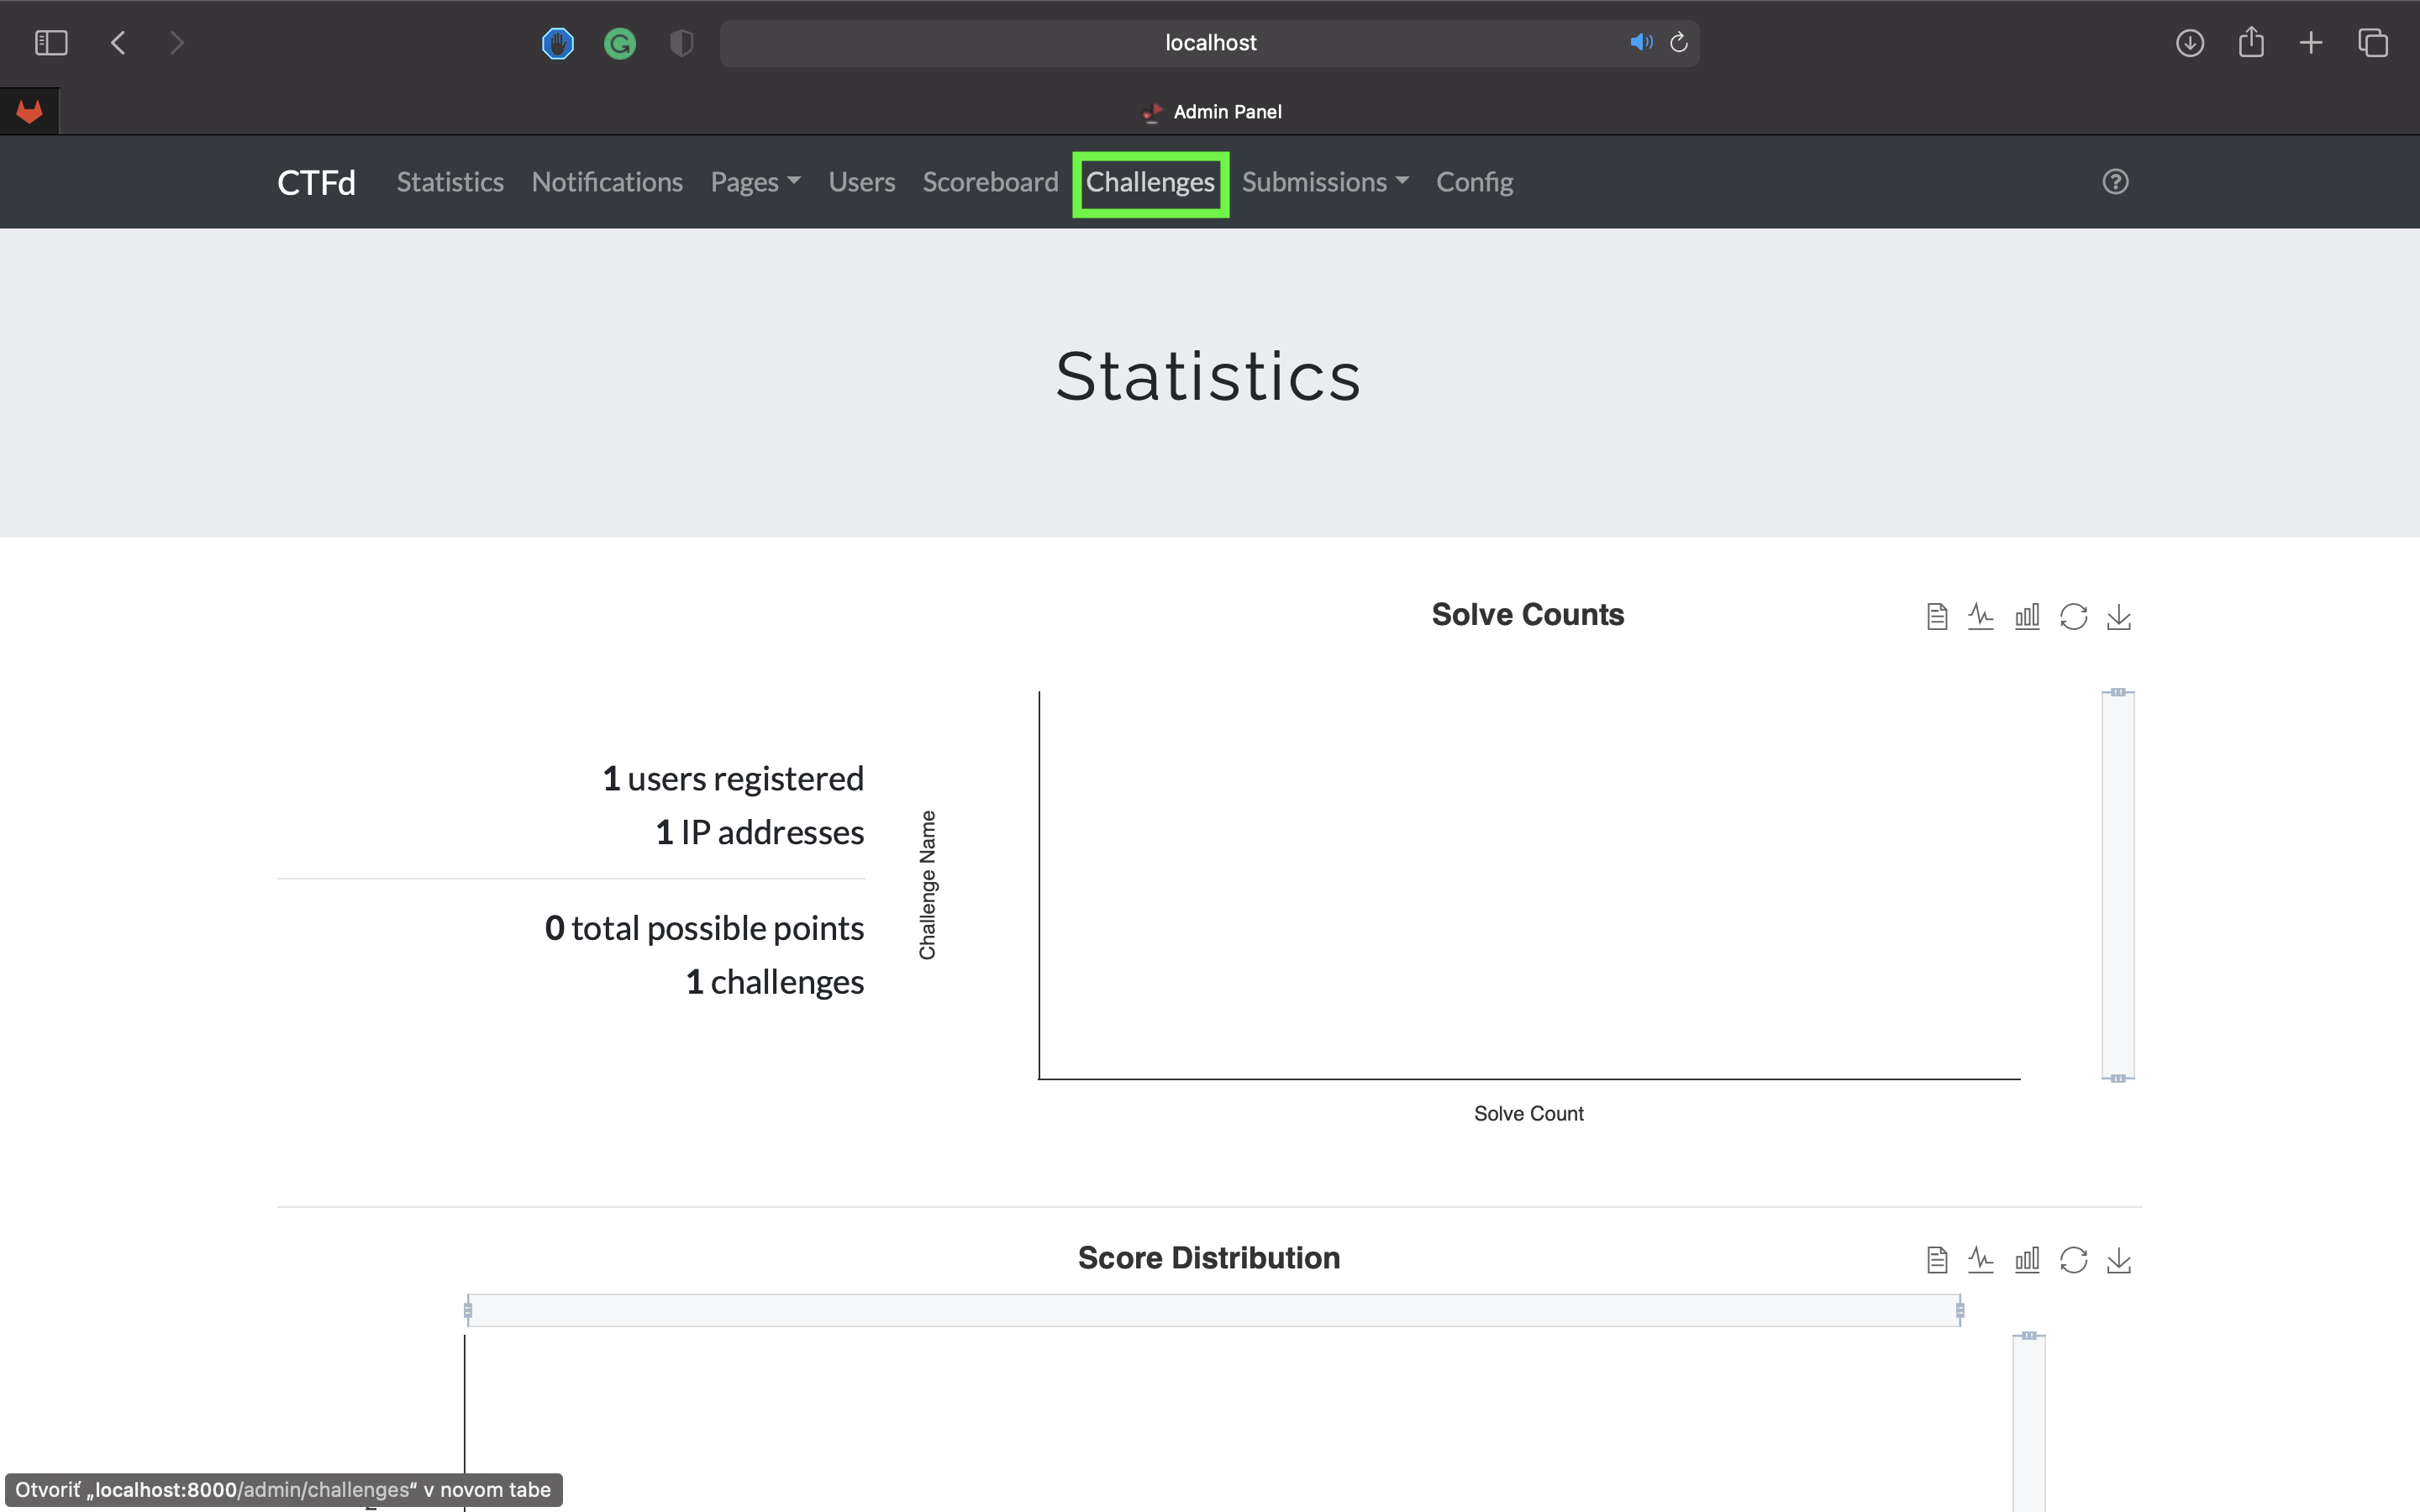 localhost
Admin Panel
CTFd Statistics Notifications Pages Users Scoreboard Challenges Submissions Config
Statistics
Solve Counts
1 users registered
1 IP addresses
0 total possible points
1 challenges
Challenge Name
Solve Count
Score Distribution
Otvoriť „localhost:8000/admin/challenges“ v novom tabe